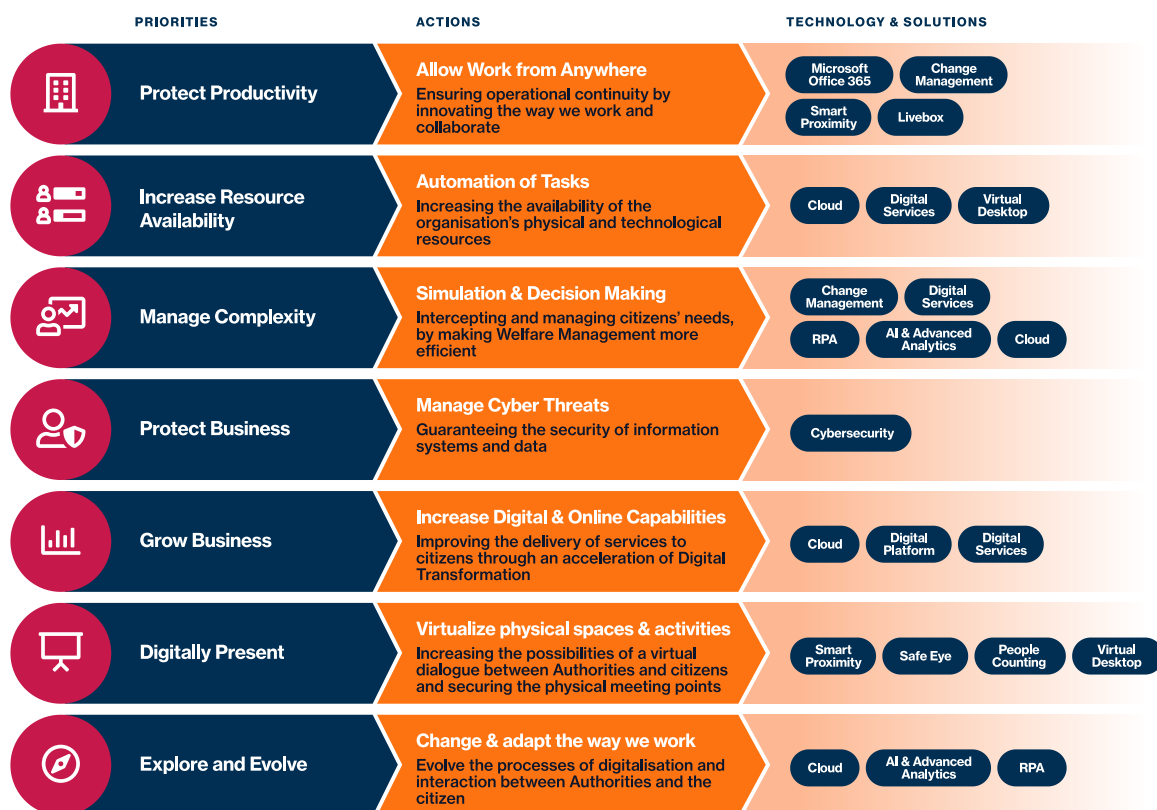 PRIORITIES
ACTIONS
TECHNOLOGY & SOLUTIONS
Protect Productivity
Allow Work from Anywhere
Ensuring operational continuity by
innovating the way we work and
collaborate
Microsoft
Office 365
Change
Management
Smart
Proximity
Livebox
Increase Resource
Availability
Automation of Tasks
Increasing the availability of the
organisation's physical and technological
resources
Cloud
Digital
Services
Virtual
Desktop
Manage Complexity
Simulation & Decision Making
Intercepting and managing citizens' needs,
by making Welfare Management more
efficient
Change
Management
Digital
Services
RPA
AI & Advanced
Analytics
Cloud
Protect Business
Manage Cyber Threats
Guaranteeing the security of information
systems and data
Cybersecurity
Grow Business
Increase Digital & Online Capabilities
Improving the delivery of services to
citizens through an acceleration of Digital
Transformation
Cloud
Digital
Platform
Digital
Services
Digitally Present
Virtualize physical spaces & activities
Increasing the possibilities of a virtual
dialogue between Authorities and citizens
and securing the physical meeting points
Smart
Proximity
Safe Eye
People
Counting
Virtual
Desktop
Explore and Evolve
Change & adapt the way we work
Evolve the processes of digitalisation and
interaction between Authorities and the
citizen
Cloud
AI & Advanced
Analytics
RPA